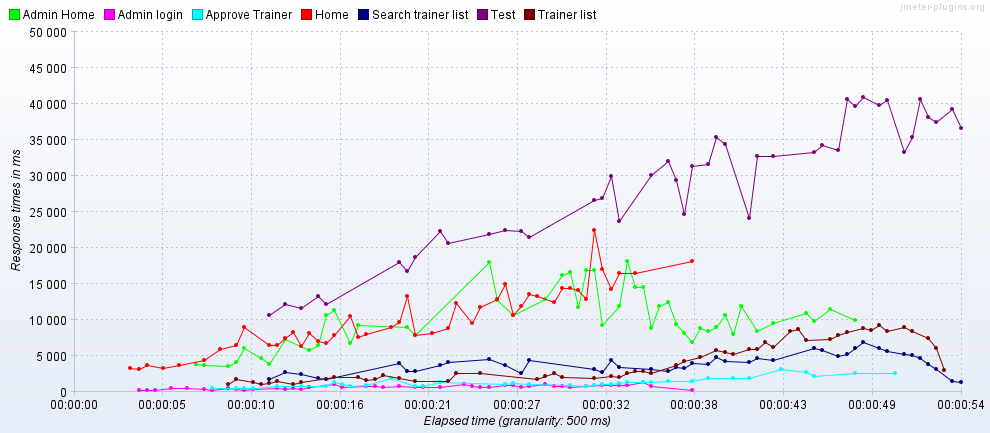 jmeter-plugins.org
Admin Home Admin login Approve Trainer Home Search trainer list Test Trainer list
50 000
45 000
40 000
35 000
30 000
25 000
20 000
15 000
10 000
5 000
0
Response times in ms
00:00:00 00:00:06 00:00:10 00:00:16 00:00:21 00:00:27 00:00:32 00:00:38 00:00:43 00:00:49 00:00:54
Elapsed time (granularity: 500 ms)